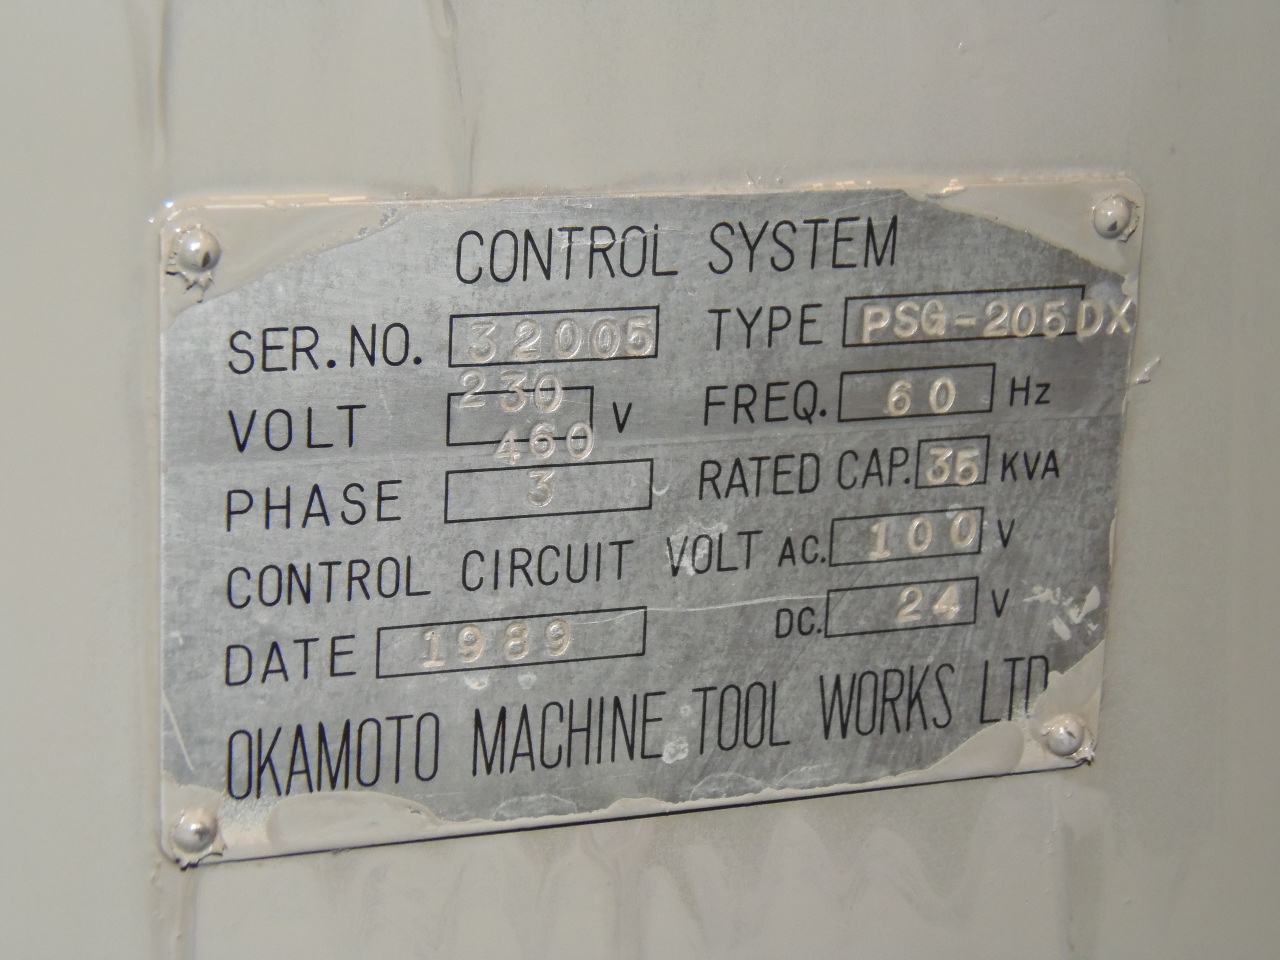 CONTROL SYSTEM
SER. NO. 32005 TYPE PSG-205DX
VOLT 230 460 V FREQ. 60 Hz
PHASE 3 RATED CAP. 35 KVA
CONTROL CIRCUIT VOLT AC. 100 V
DATE 1989 DC. 24 V
OKAMOTO MACHINE TOOL WORKS LTD